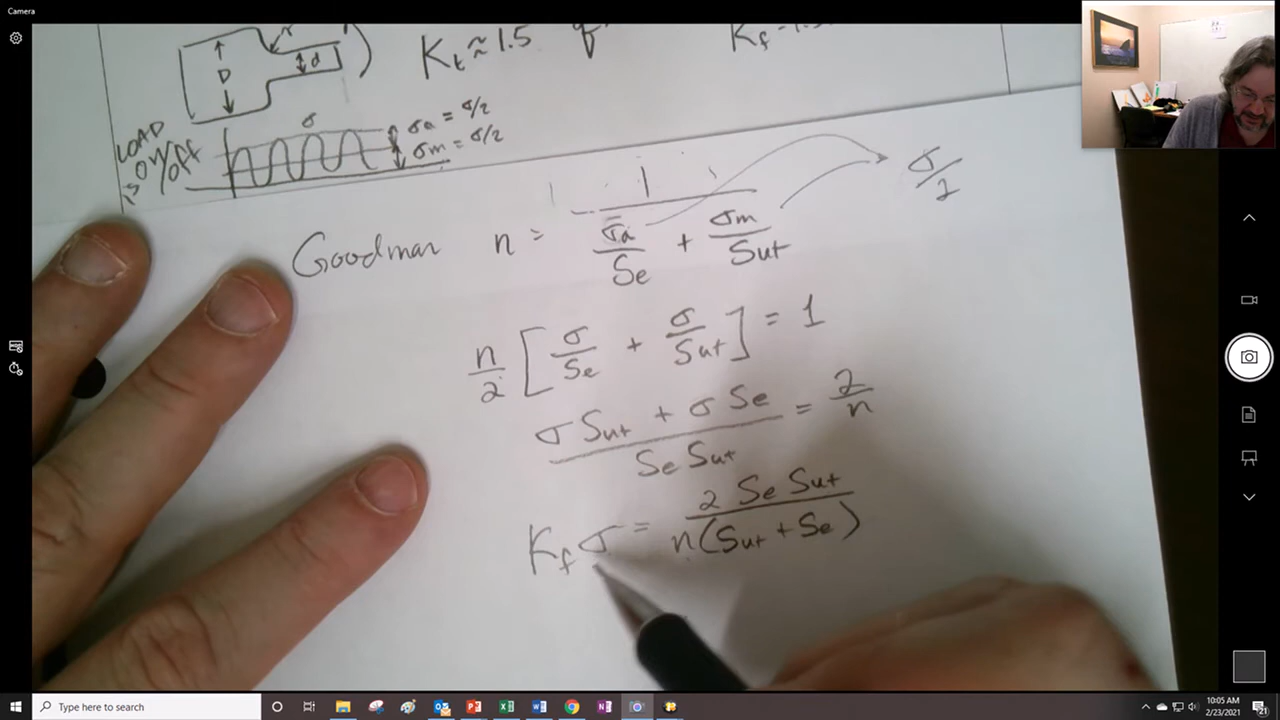 Camera
D
r
d
Kt ≈ 1.5
LOAD
is on/off
σ
σa = σ/2
σm = σ/2
Goodman n = 1 / (σa/Se + σm/Sut)
σ/2
n/2 [σ/Se + σ/Sut] = 1
(σ Sut + σ Se) / (Se Sut) = 2/n
Kf σ = 2 Se Sut / n(Sut + Se)
Type here to search
10:05 AM
2/23/2021
21